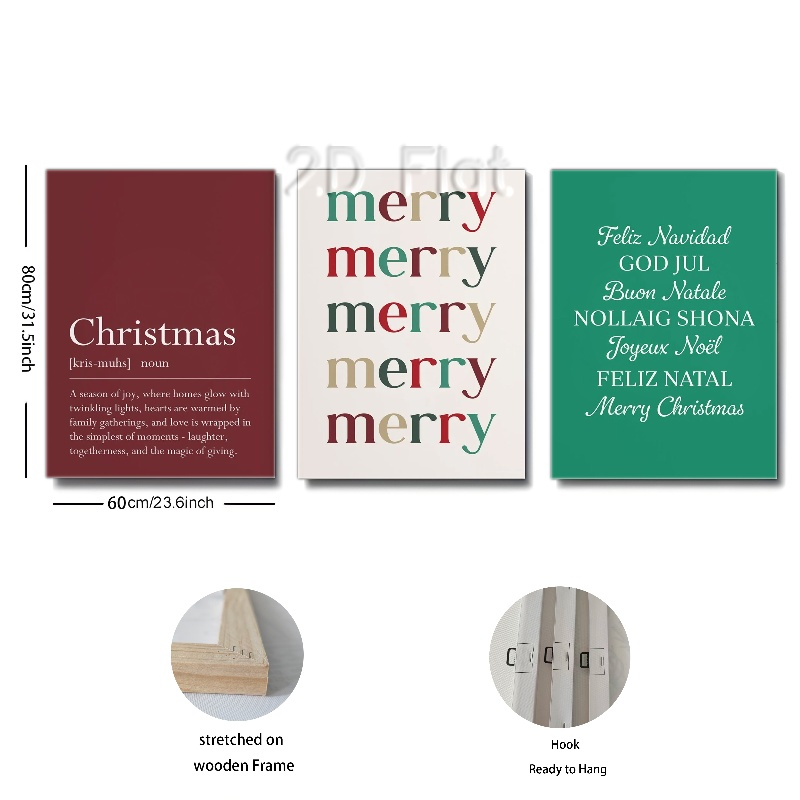 2.D Flat.
80cm/31.5inch
Christmas
[kris-muhs] noun
A season of joy, where homes glow with
twinkling lights, hearts are warmed by
family gatherings, and love is wrapped in
the simplest of moments - laughter,
togetherness, and the magic of giving.
merry
merry
merry
merry
merry
Feliz Navidad
GOD JUL
Buon Natale
NOLLAIG SHONA
Joyeux Noël
FELIZ NATAL
Merry Christmas
60cm/23.6inch
stretched on
wooden Frame
Hook
Ready to Hang